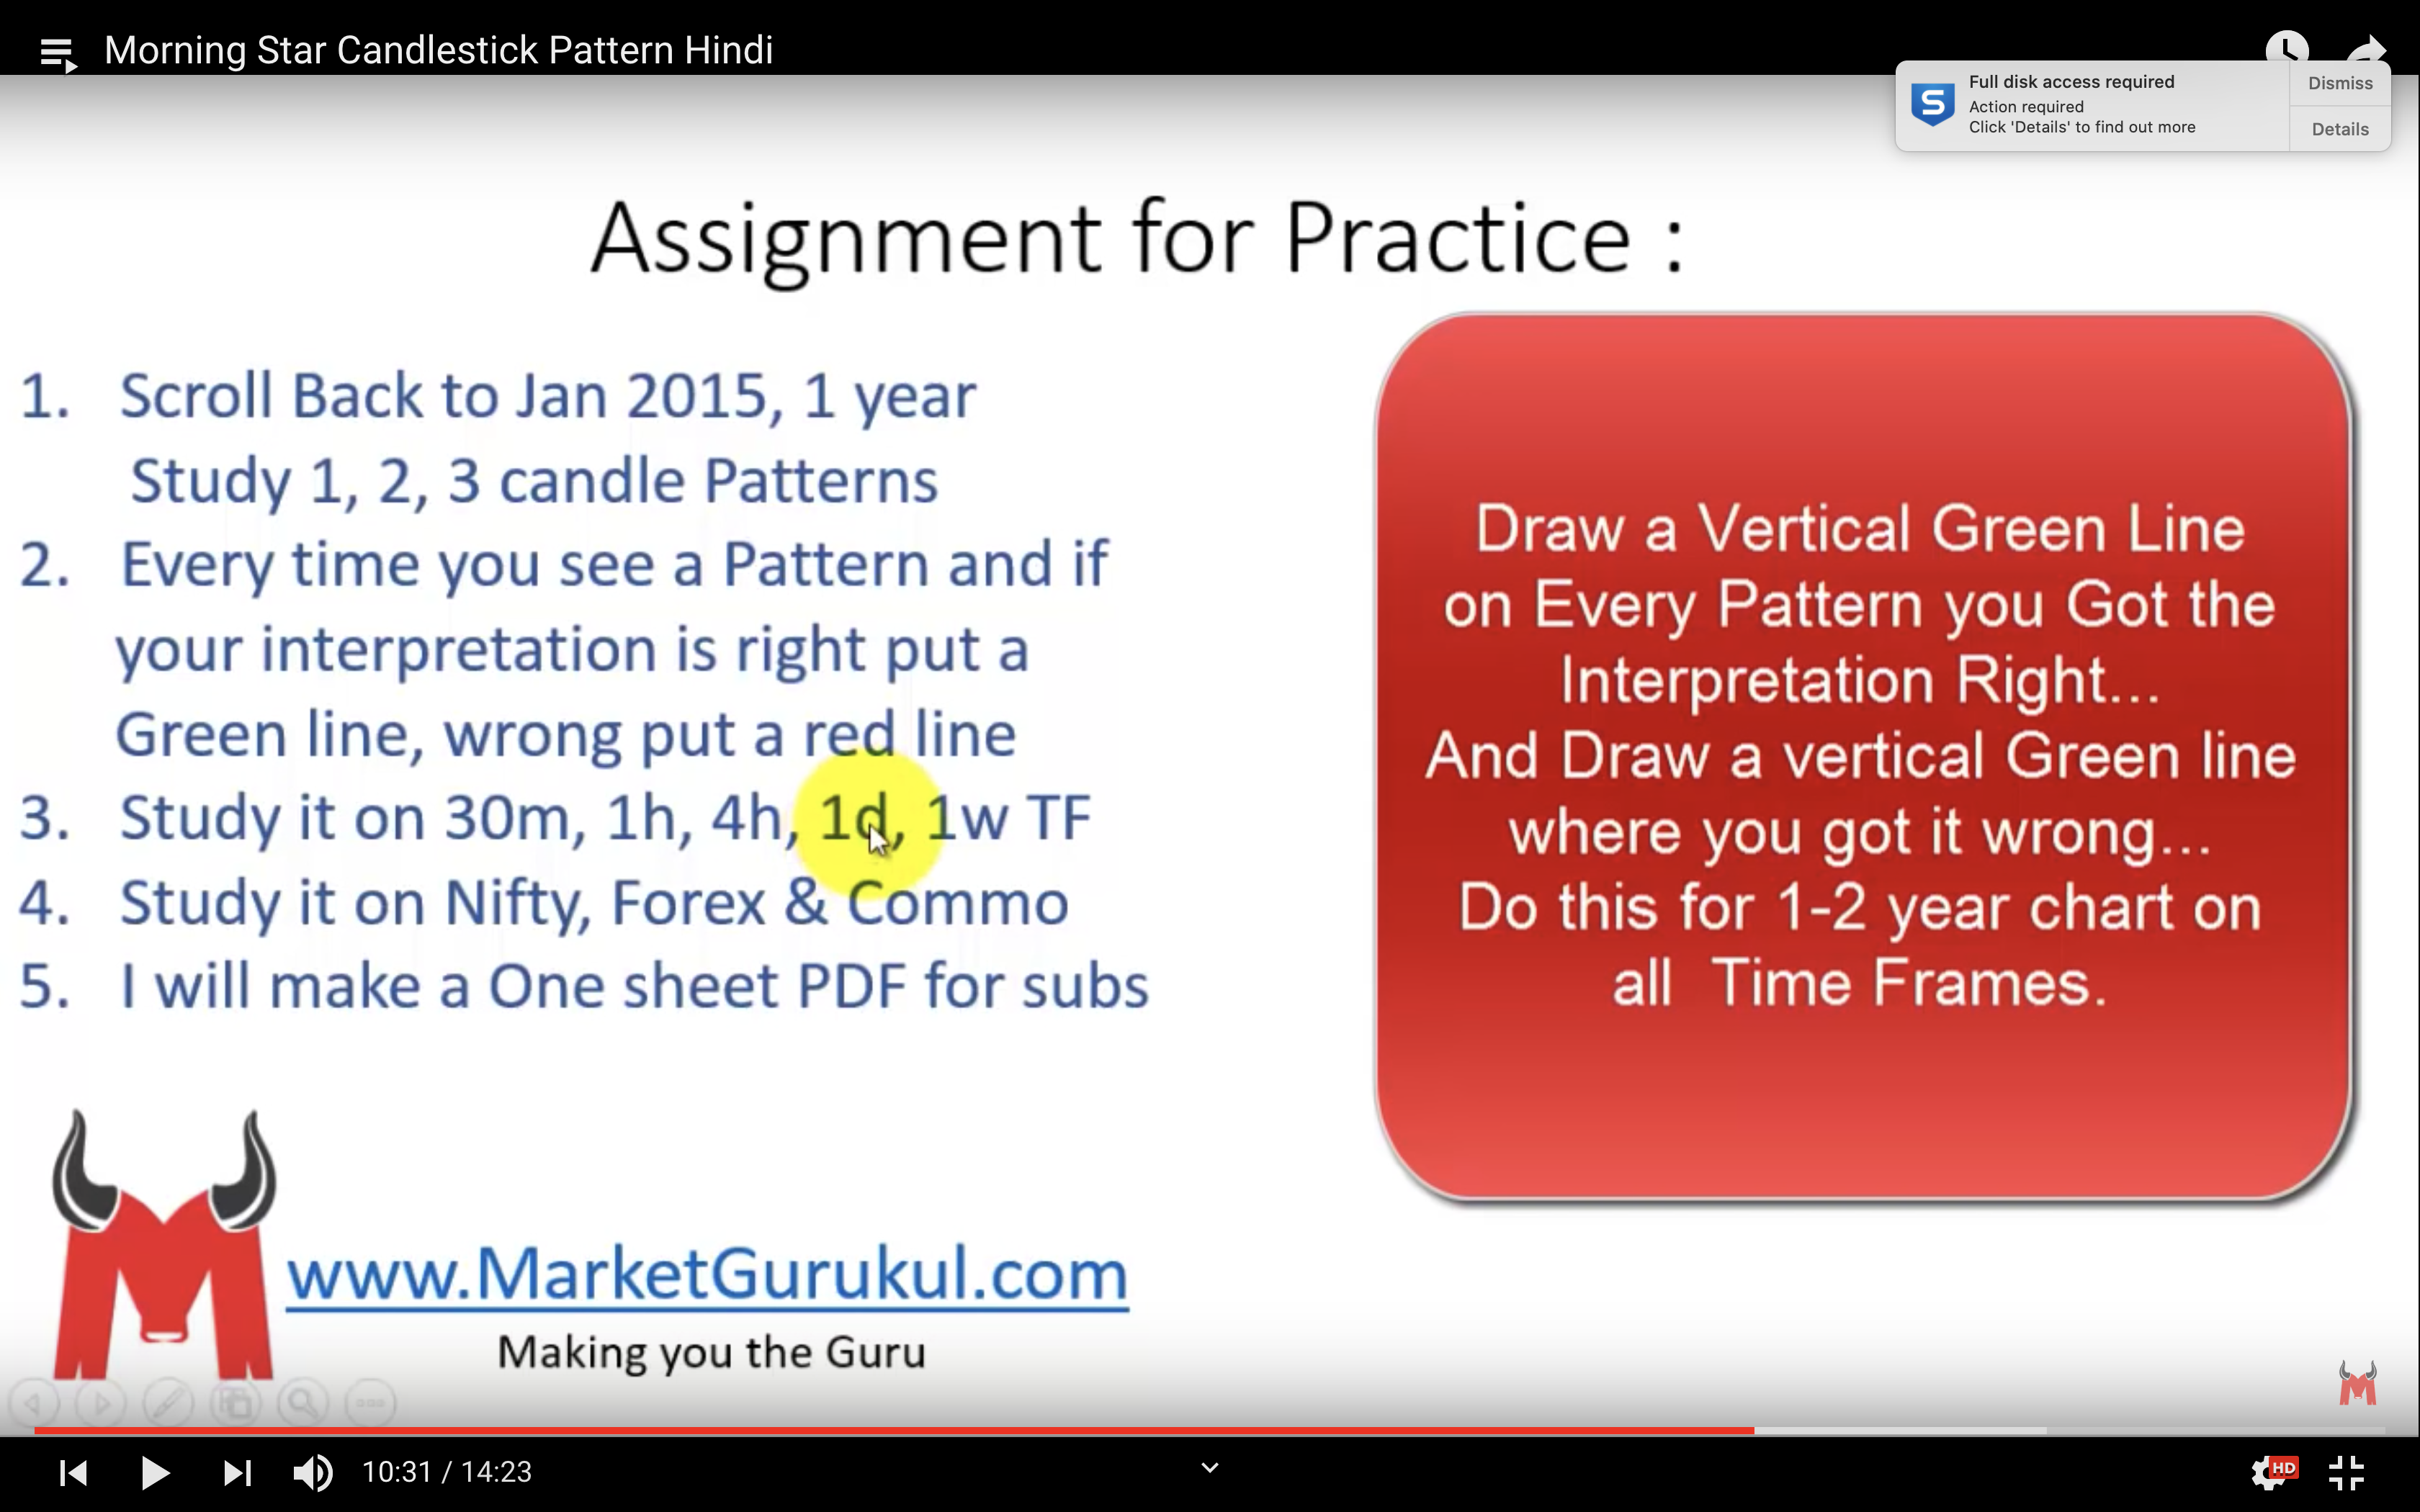 Morning Star Candlestick Pattern Hindi
Full disk access required
Action required
Click 'Details' to find out more
Dismiss
Details
Assignment for Practice :
1. Scroll Back to Jan 2015, 1 year
Study 1, 2, 3 candle Patterns
2. Every time you see a Pattern and if
your interpretation is right put a
Green line, wrong put a red line
3. Study it on 30m, 1h, 4h, 1d, 1w TF
4. Study it on Nifty, Forex & Commo
5. I will make a One sheet PDF for subs
Draw a Vertical Green Line
on Every Pattern you Got the
Interpretation Right...
And Draw a vertical Green line
where you got it wrong...
Do this for 1-2 year chart on
all Time Frames.
www.MarketGurukul.com
Making you the Guru
10:31 / 14:23
HD